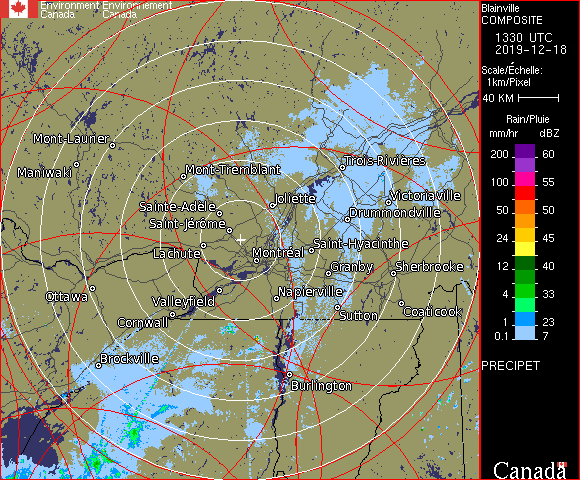 Environment Environnement
Canada Canada
Blainville
COMPOSITE
1330 UTC
2019-12-18
Scale/Échelle:
1km/Pixel
40 KM
Rain/Pluie
mm/hr dBZ
200 60
100 55
50 50
24 45
12 40
4 33
1 23
0.1 7
PRECIPET
Canada
Mont-Laurier
Maniwaki
Mont-Tremblant
Trois-Rivières
Sainte-Adèle
Joliette
Victoriaville
Saint-Jérôme
Drummondville
Lachute
Montréal
Saint-Hyacinthe
Granby
Sherbrooke
Ottawa
Valleyfield
Napierville
Cornwall
Sutton
Coaticook
Brockville
Burlington